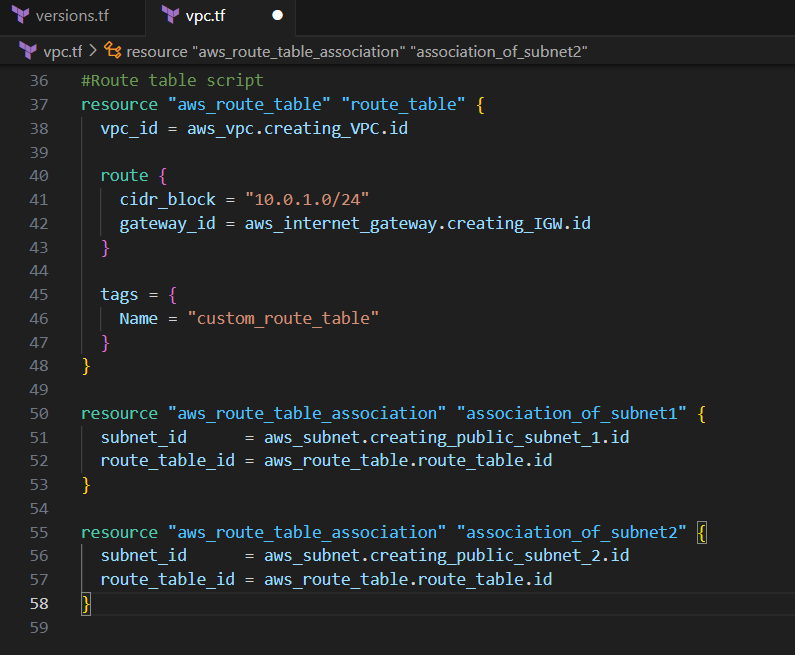 versions.tf
vpc.tf
vpc.tf > resource "aws_route_table_association" "association_of_subnet2"
36 #Route table script
37 resource "aws_route_table" "route_table" {
38   vpc_id = aws_vpc.creating_VPC.id
39
40   route {
41     cidr_block = "10.0.1.0/24"
42     gateway_id = aws_internet_gateway.creating_IGW.id
43   }
44
45   tags = {
46     Name = "custom_route_table"
47   }
48 }
49
50 resource "aws_route_table_association" "association_of_subnet1" {
51   subnet_id      = aws_subnet.creating_public_subnet_1.id
52   route_table_id = aws_route_table.route_table.id
53 }
54
55 resource "aws_route_table_association" "association_of_subnet2" {
56   subnet_id      = aws_subnet.creating_public_subnet_2.id
57   route_table_id = aws_route_table.route_table.id
58 }
59